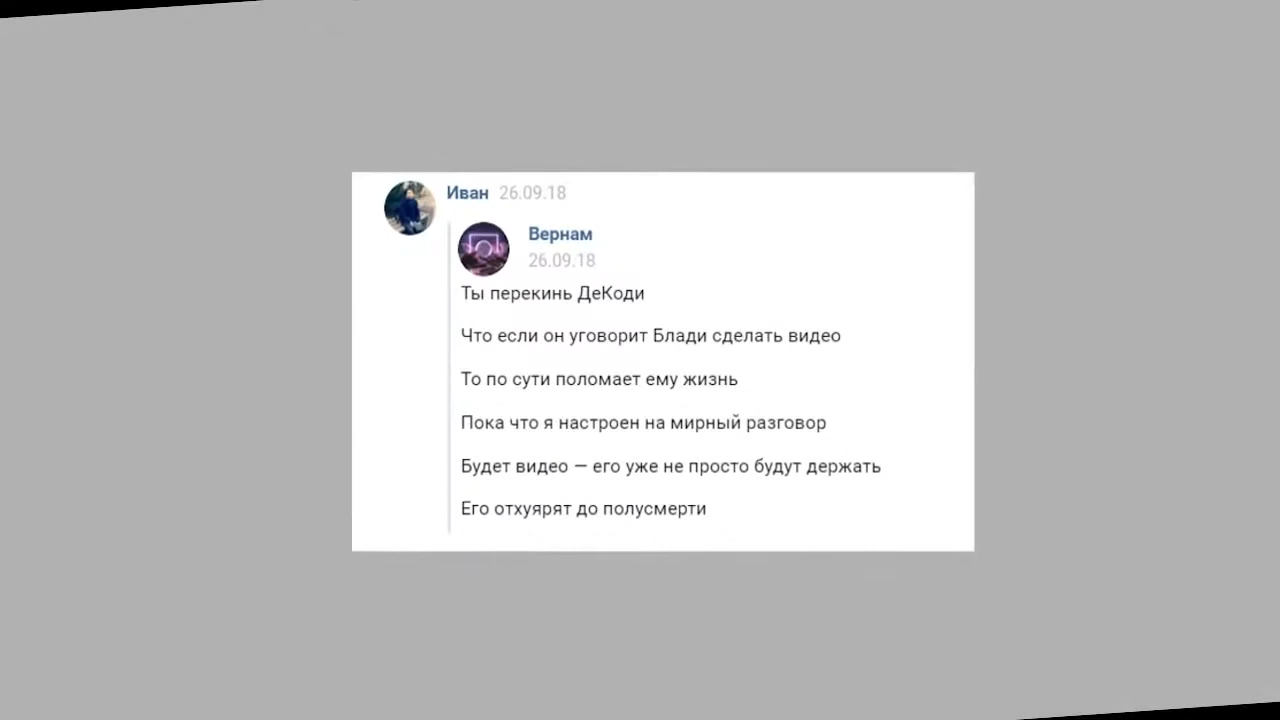 Иван 26.09.18
Вернам
26.09.18
Ты перекинь ДеКоди
Что если он уговорит Блади сделать видео
То по сути поломает ему жизнь
Пока что я настроен на мирный разговор
Будет видео — его уже не просто будут держать
Его отхуярят до полусмерти